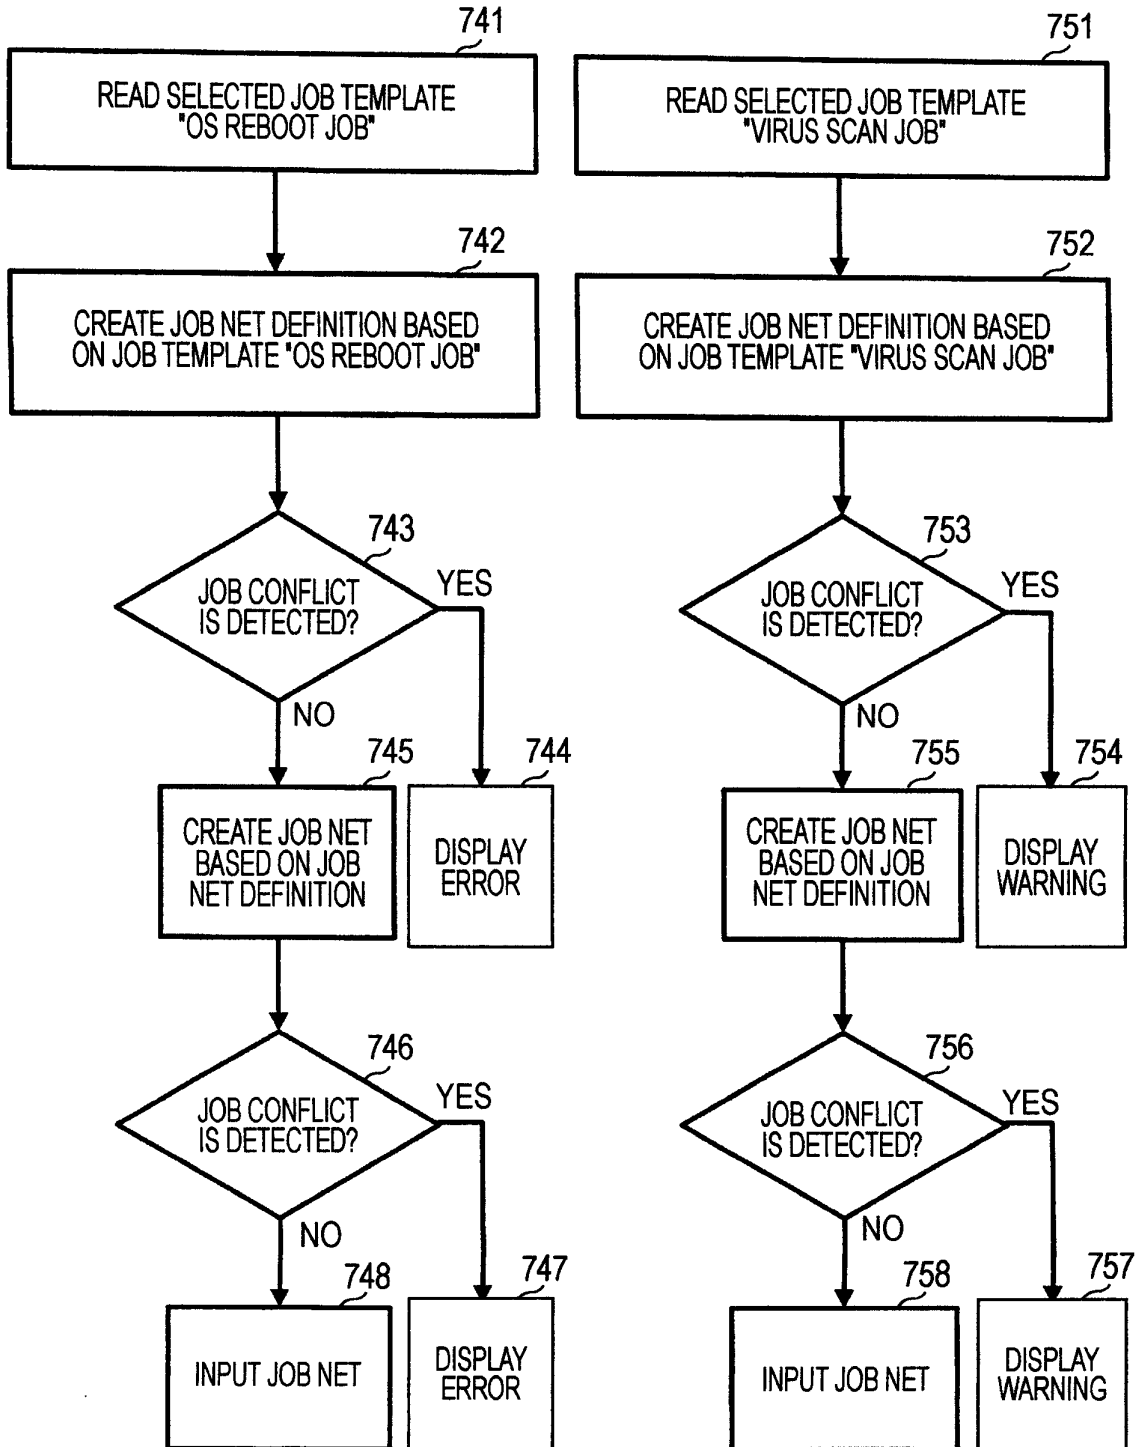 741
READ SELECTED JOB TEMPLATE
"OS REBOOT JOB"
742
CREATE JOB NET DEFINITION BASED
ON JOB TEMPLATE "OS REBOOT JOB"
743
JOB CONFLICT
IS DETECTED?
YES
NO
745
CREATE JOB NET
BASED ON JOB
NET DEFINITION
744
DISPLAY
ERROR
746
JOB CONFLICT
IS DETECTED?
YES
NO
748
INPUT JOB NET
747
DISPLAY
ERROR
751
READ SELECTED JOB TEMPLATE
"VIRUS SCAN JOB"
752
CREATE JOB NET DEFINITION BASED
ON JOB TEMPLATE "VIRUS SCAN JOB"
753
JOB CONFLICT
IS DETECTED?
YES
NO
755
CREATE JOB NET
BASED ON JOB
NET DEFINITION
754
DISPLAY
WARNING
756
JOB CONFLICT
IS DETECTED?
YES
NO
758
INPUT JOB NET
757
DISPLAY
WARNING